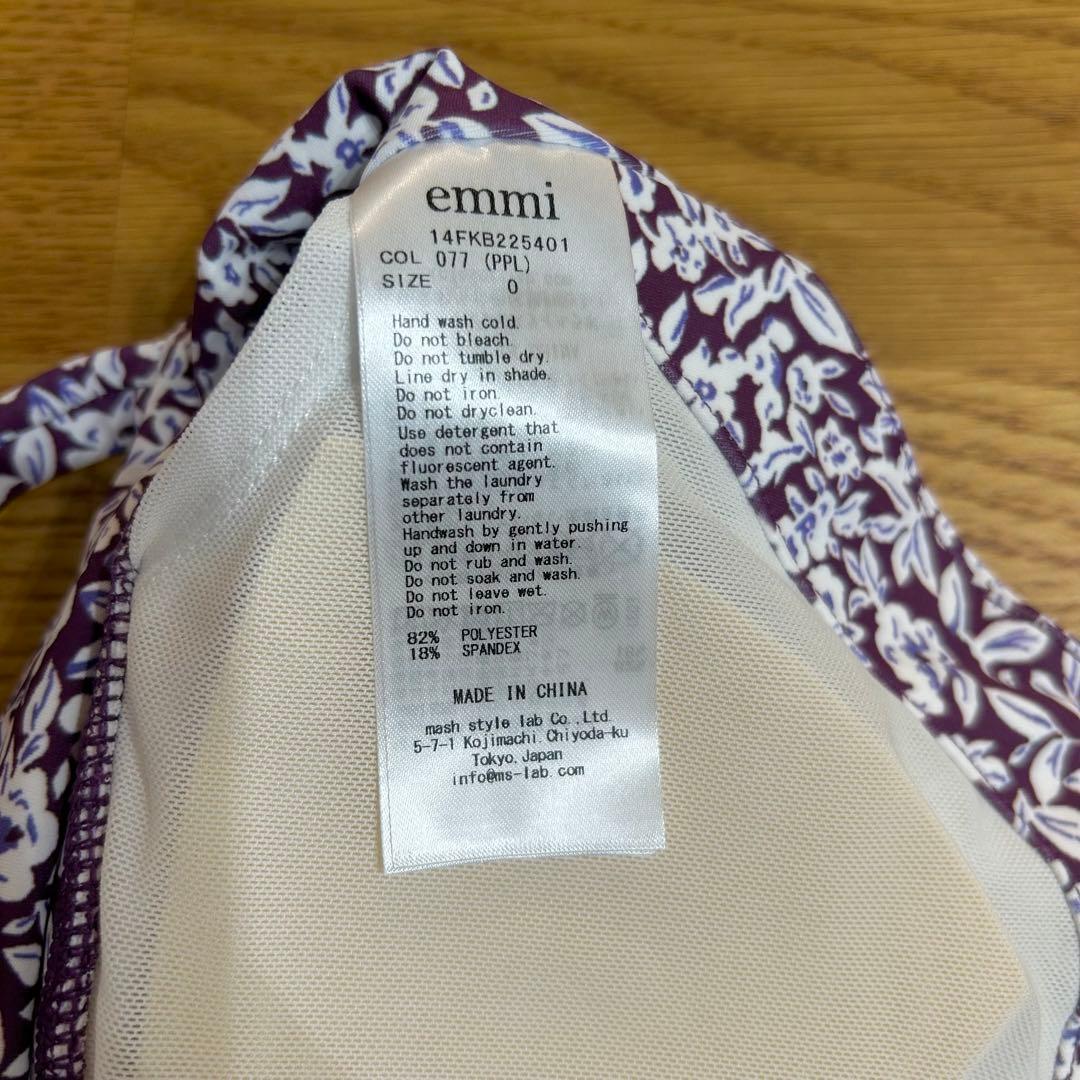 emmi
14FKB225401
COL 077 (PPL)
SIZE 0
Hand wash cold.
Do not bleach.
Do not tumble dry.
Line dry in shade.
Do not iron.
Do not dryclean.
Use detergent that
does not contain
fluorescent agent.
Wash the laundry
separately from
other laundry.
Handwash by gently pushing
up and down in water.
Do not rub and wash.
Do not soak and wash.
Do not leave wet.
Do not iron.
82% POLYESTER
18% SPANDEX
MADE IN CHINA
mash style lab Co.,Ltd.
5-7-1 Kojimachi Chiyoda-ku
Tokyo, Japan
info@ms-lab.com